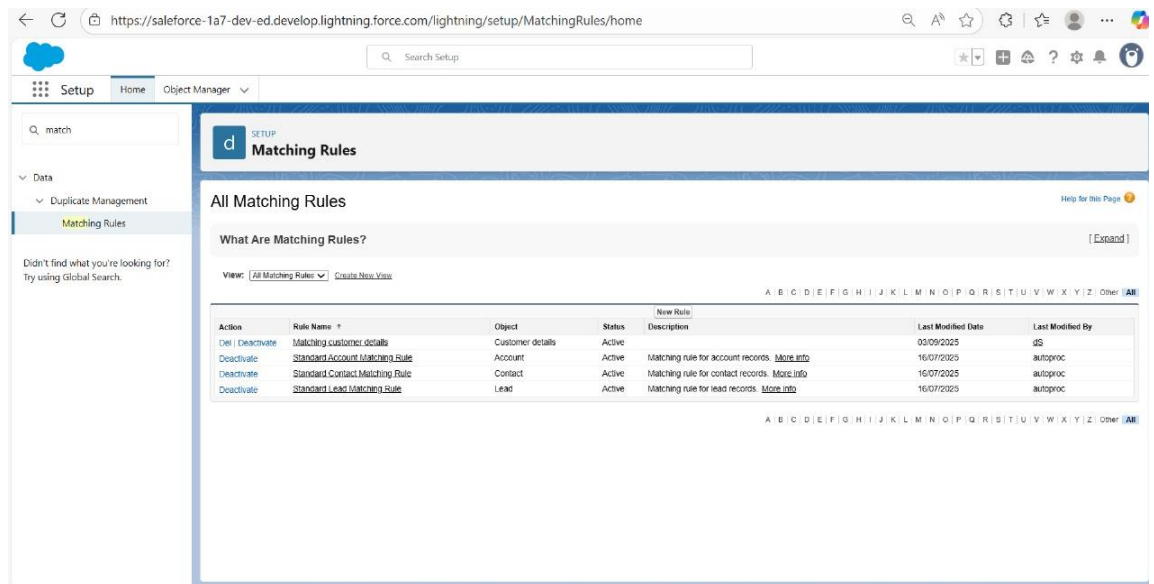 https://saleforce-1a7-dev-ed.develop.lightning.force.com/lightning/setup/MatchingRules/home
Search Setup
Setup Home Object Manager
match
Data
Duplicate Management
Matching Rules
Didn't find what you're looking for?
Try using Global Search.
d
SETUP
Matching Rules
All Matching Rules
Help for this Page ?
What Are Matching Rules?
[ Expand ]
View: All Matching Rules Create New View
A | B | C | D | E | F | G | H | I | J | K | L | M | N | O | P | Q | R | S | T | U | V | W | X | Y | Z | Other | All
New Rule
Action Rule Name ↑ Object Status Description Last Modified Date Last Modified By
Del | Deactivate Matching customer details Customer details Active 03/09/2025 dS
Deactivate Standard Account Matching Rule Account Active Matching rule for account records. More info 16/07/2025 autoproc
Deactivate Standard Contact Matching Rule Contact Active Matching rule for contact records. More info 16/07/2025 autoproc
Deactivate Standard Lead Matching Rule Lead Active Matching rule for lead records. More info 16/07/2025 autoproc
A | B | C | D | E | F | G | H | I | J | K | L | M | N | O | P | Q | R | S | T | U | V | W | X | Y | Z | Other | All